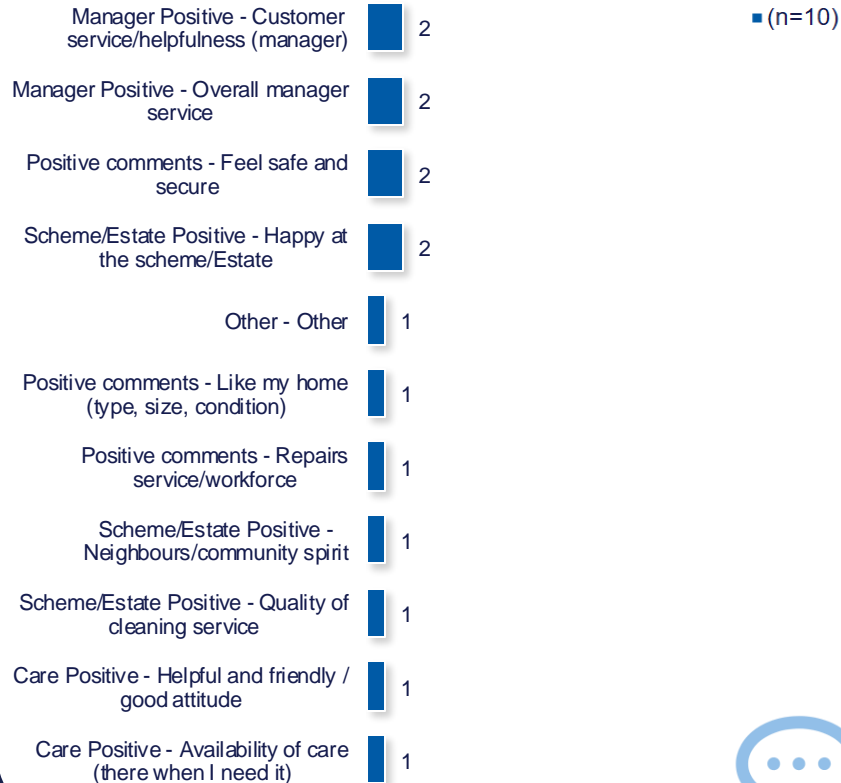 Manager Positive - Customer
service/helpfulness (manager)
2
(n=10)
Manager Positive - Overall manager
service
2
Positive comments - Feel safe and
secure
2
Scheme/Estate Positive - Happy at
the scheme/Estate
2
Other - Other
1
Positive comments - Like my home
(type, size, condition)
1
Positive comments - Repairs
service/workforce
1
Scheme/Estate Positive -
Neighbours/community spirit
1
Scheme/Estate Positive - Quality of
cleaning service
1
Care Positive - Helpful and friendly /
good attitude
1
Care Positive - Availability of care
(there when I need it)
1